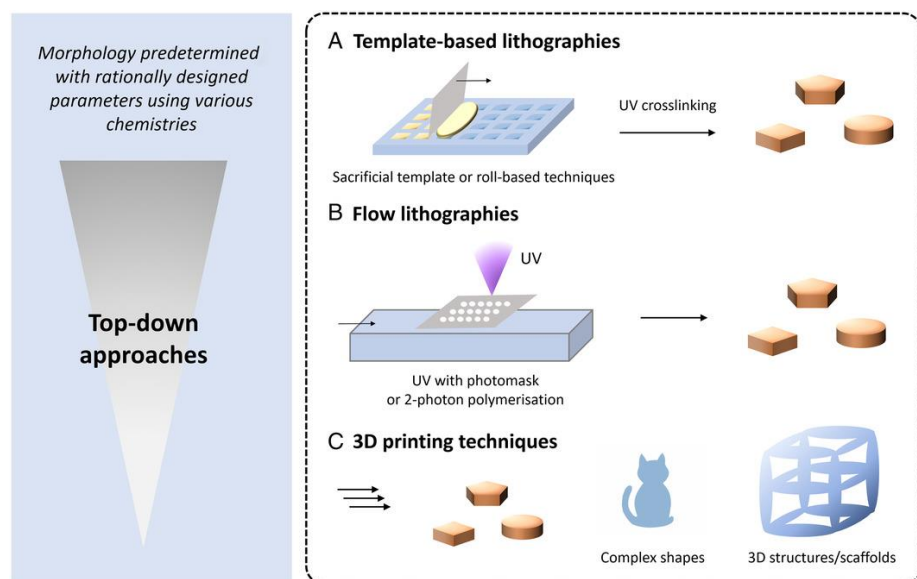 Morphology predetermined
with rationally designed
parameters using various
chemistries
Top-down
approaches
A Template-based lithographies
UV crosslinking
Sacrificial template or roll-based techniques
B Flow lithographies
UV
UV with photomask
or 2-photon polymerisation
C 3D printing techniques
Complex shapes
3D structures/scaffolds